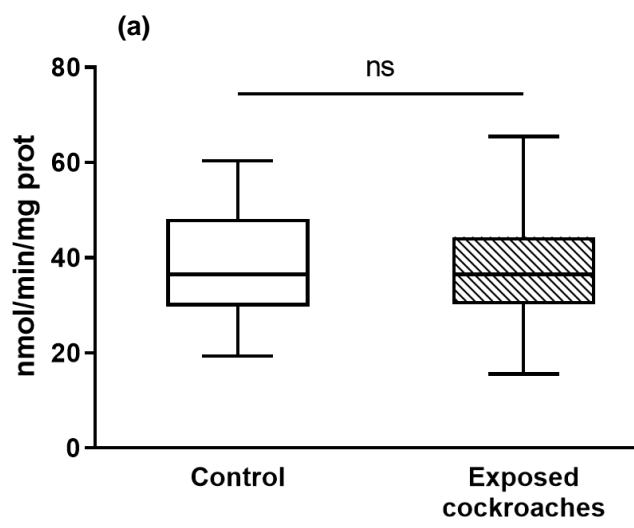 (a)
ns
80
60
40
20
0
nmol/min/mg prot
Control
Exposed
cockroaches